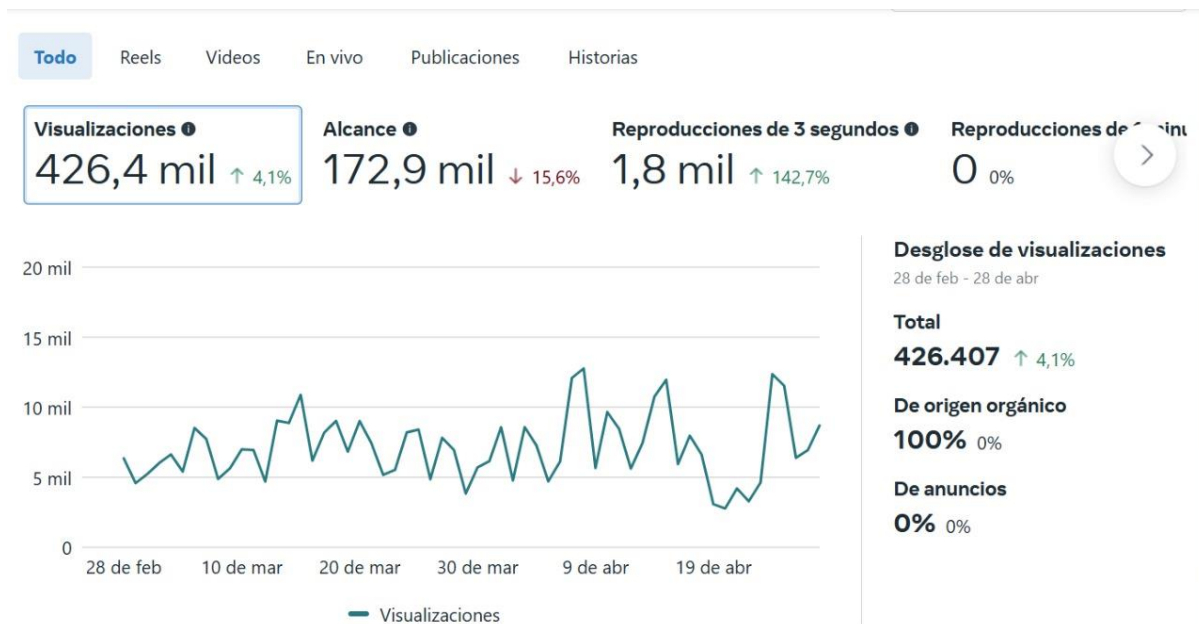 Todo Reels Videos En vivo Publicaciones Historias
Visualizaciones
426,4 mil ↑ 4,1%
Alcance
172,9 mil ↓ 15,6%
Reproducciones de 3 segundos
1,8 mil ↑ 142,7%
Reproducciones de
0 0%
20 mil
15 mil
10 mil
5 mil
0
28 de feb 10 de mar 20 de mar 30 de mar 9 de abr 19 de abr
Visualizaciones
Desglose de visualizaciones
28 de feb - 28 de abr
Total
426.407 ↑ 4,1%
De origen orgánico
100% 0%
De anuncios
0% 0%